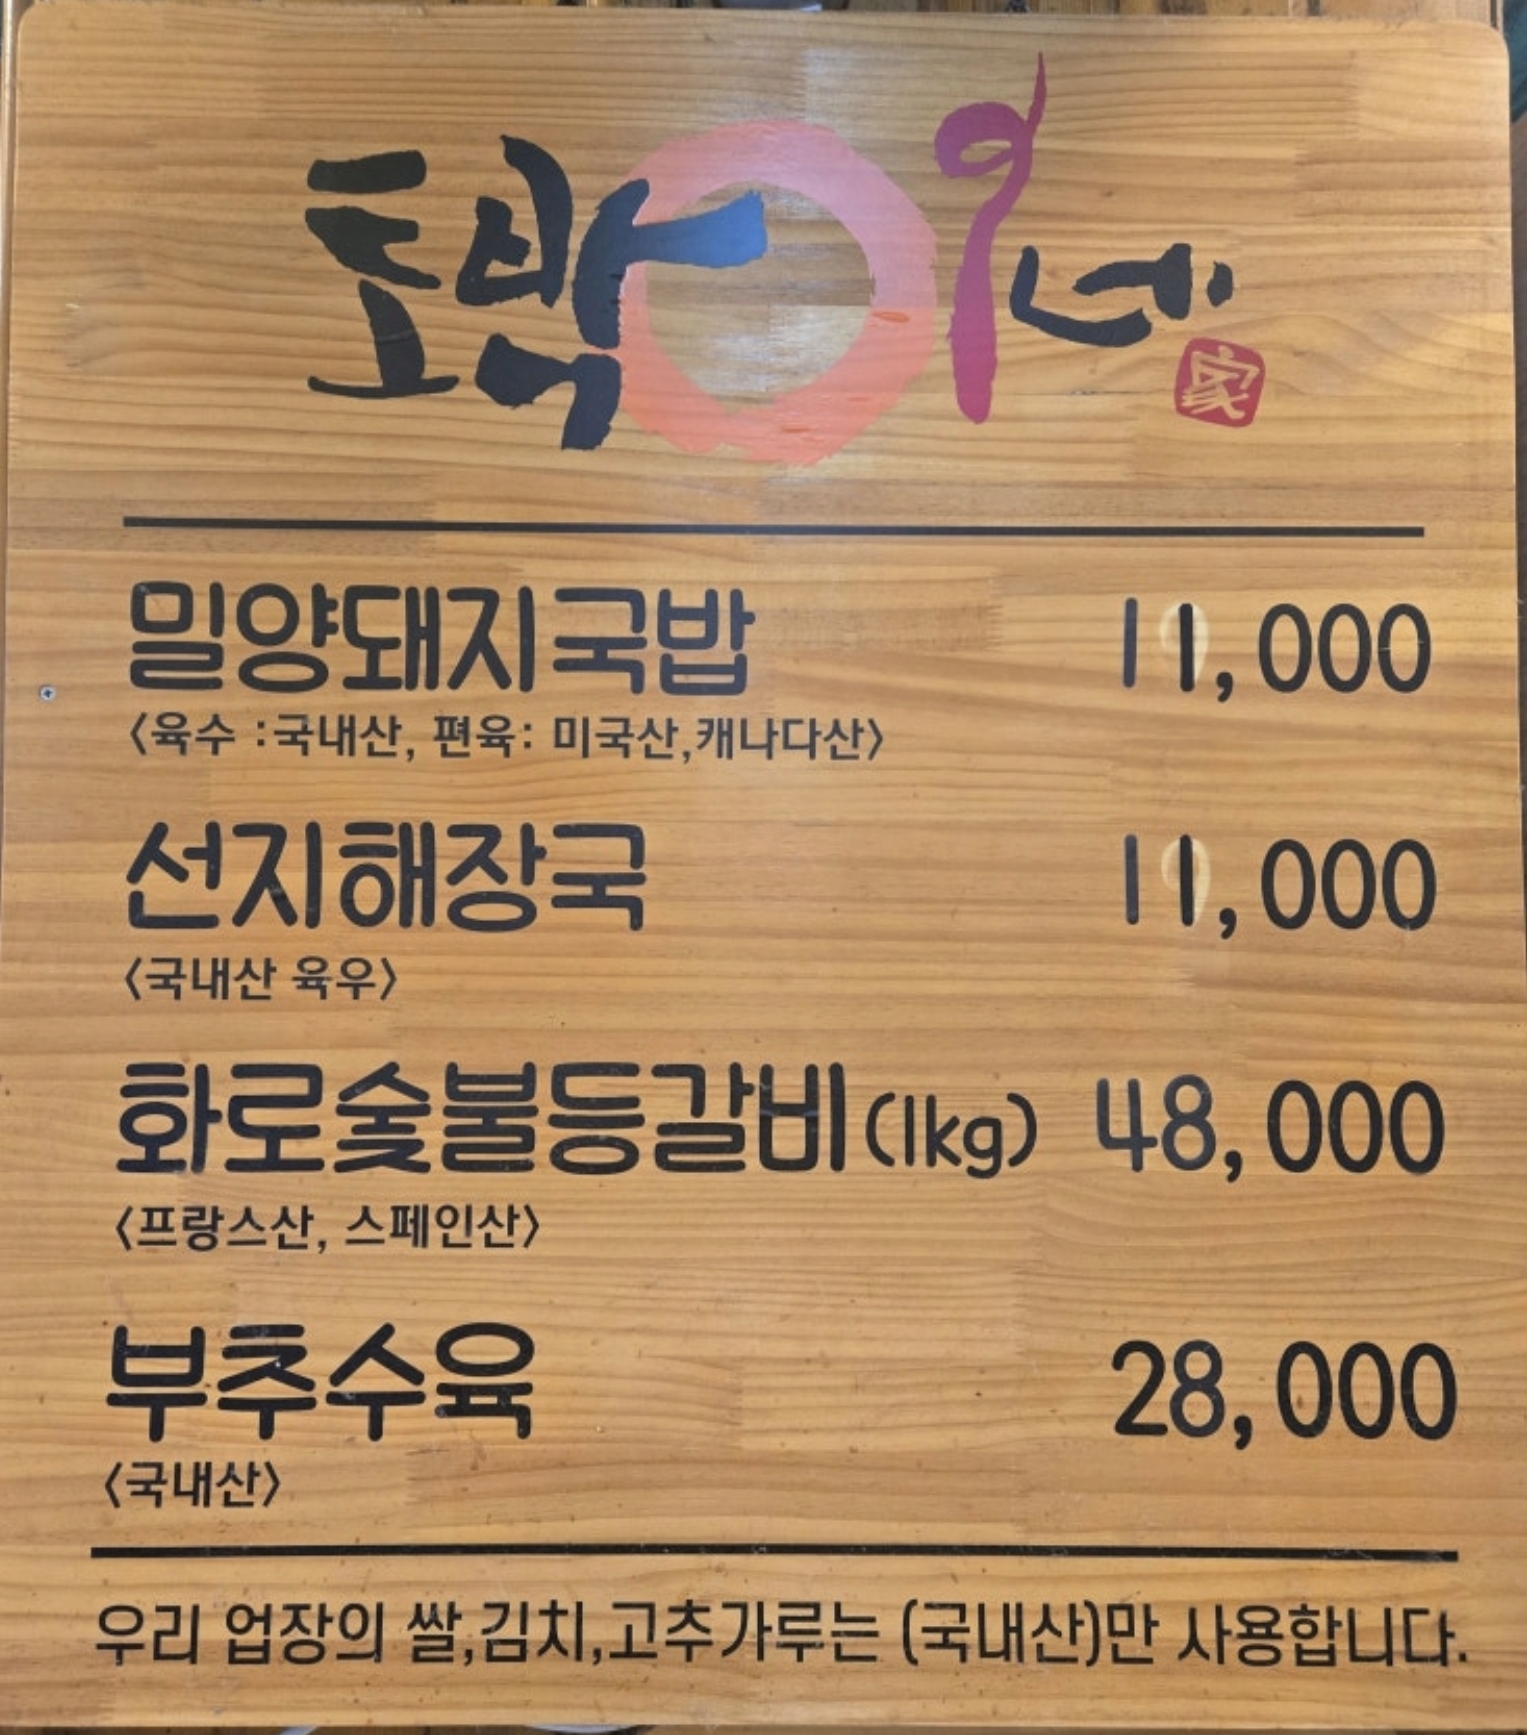 토박이네
家
밀양돼지국밥 11,000
〈육수 :국내산, 편육: 미국산,캐나다산〉
선지해장국 11,000
〈국내산 육우〉
화로숯불등갈비(1kg) 48,000
〈프랑스산, 스페인산〉
부추수육 28,000
〈국내산〉
우리 업장의 쌀,김치,고추가루는 (국내산)만 사용합니다.